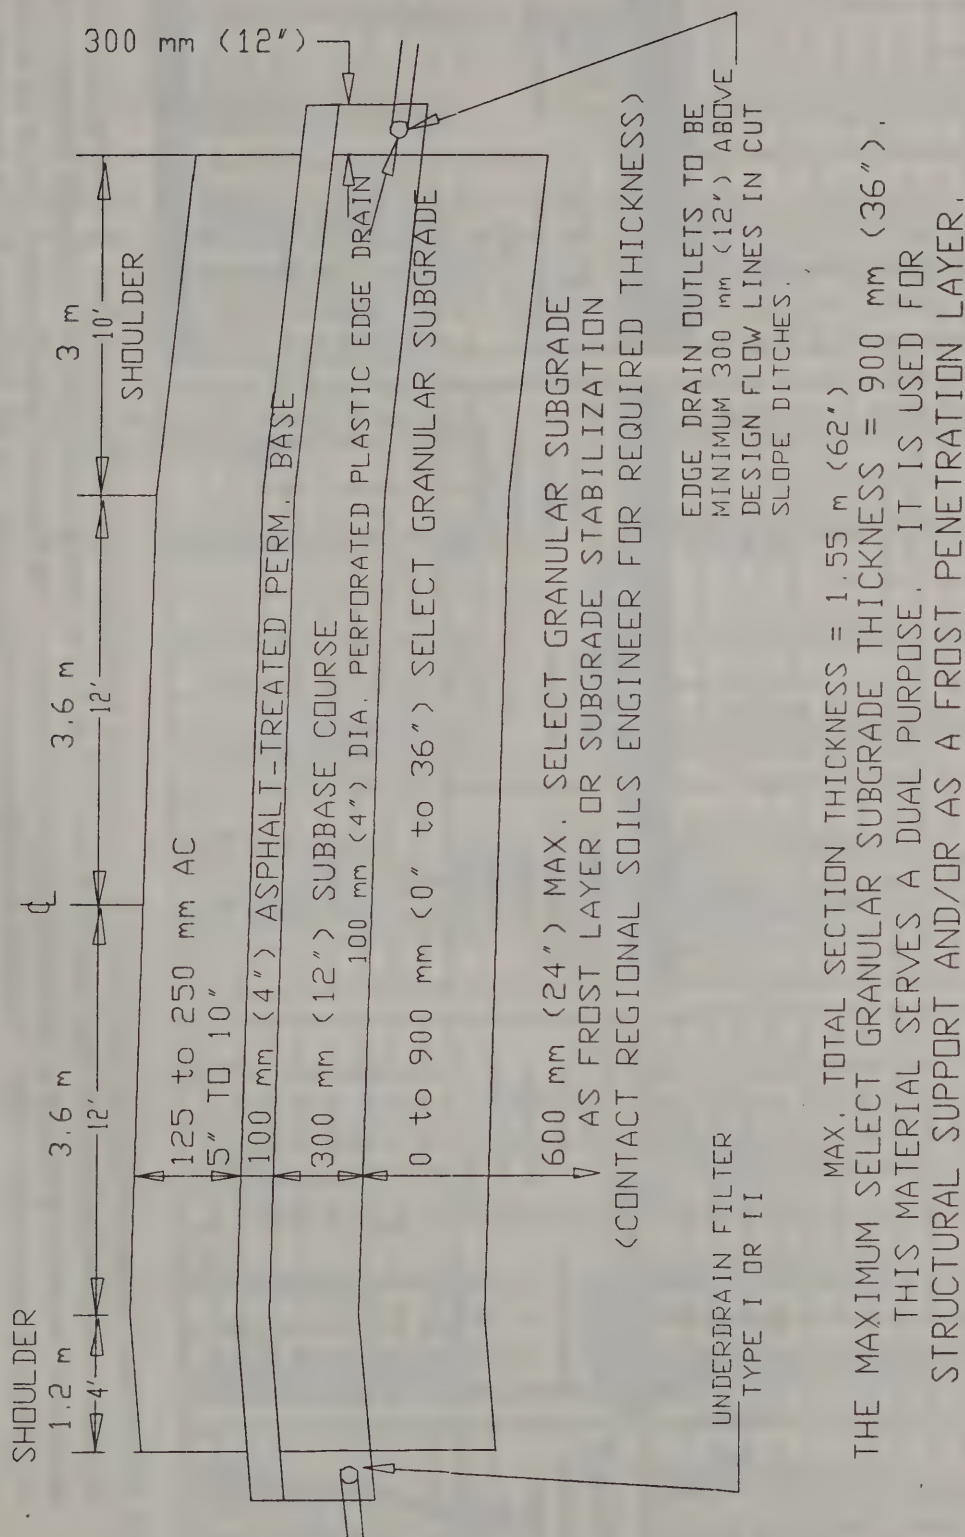 SHOULDER
1.2 m
4'
3.6 m
12'
℄
3.6 m
12'
3 m
10'
SHOULDER
300 mm (12")
125 to 250 mm AC
5" TO 10"
100 mm (4") ASPHALT-TREATED PERM. BASE
300 mm (12") SUBBASE COURSE
100 mm (4") DIA. PERFORATED PLASTIC EDGE DRAIN
0 to 900 mm (0" to 36") SELECT GRANULAR SUBGRADE
600 mm (24") MAX. SELECT GRANULAR SUBGRADE
AS FROST LAYER OR SUBGRADE STABILIZATION
(CONTACT REGIONAL SOILS ENGINEER FOR REQUIRED THICKNESS)
UNDERDRAIN FILTER
TYPE I OR II
EDGE DRAIN OUTLETS TO BE
MINIMUM 300 mm (12") ABOVE
DESIGN FLOW LINES IN CUT
SLOPE DITCHES.
MAX. TOTAL SECTION THICKNESS = 1.55 m (62")
THE MAXIMUM SELECT GRANULAR SUBGRADE THICKNESS = 900 mm (36").
THIS MATERIAL SERVES A DUAL PURPOSE. IT IS USED FOR
STRUCTURAL SUPPORT AND/OR AS A FROST PENETRATION LAYER.